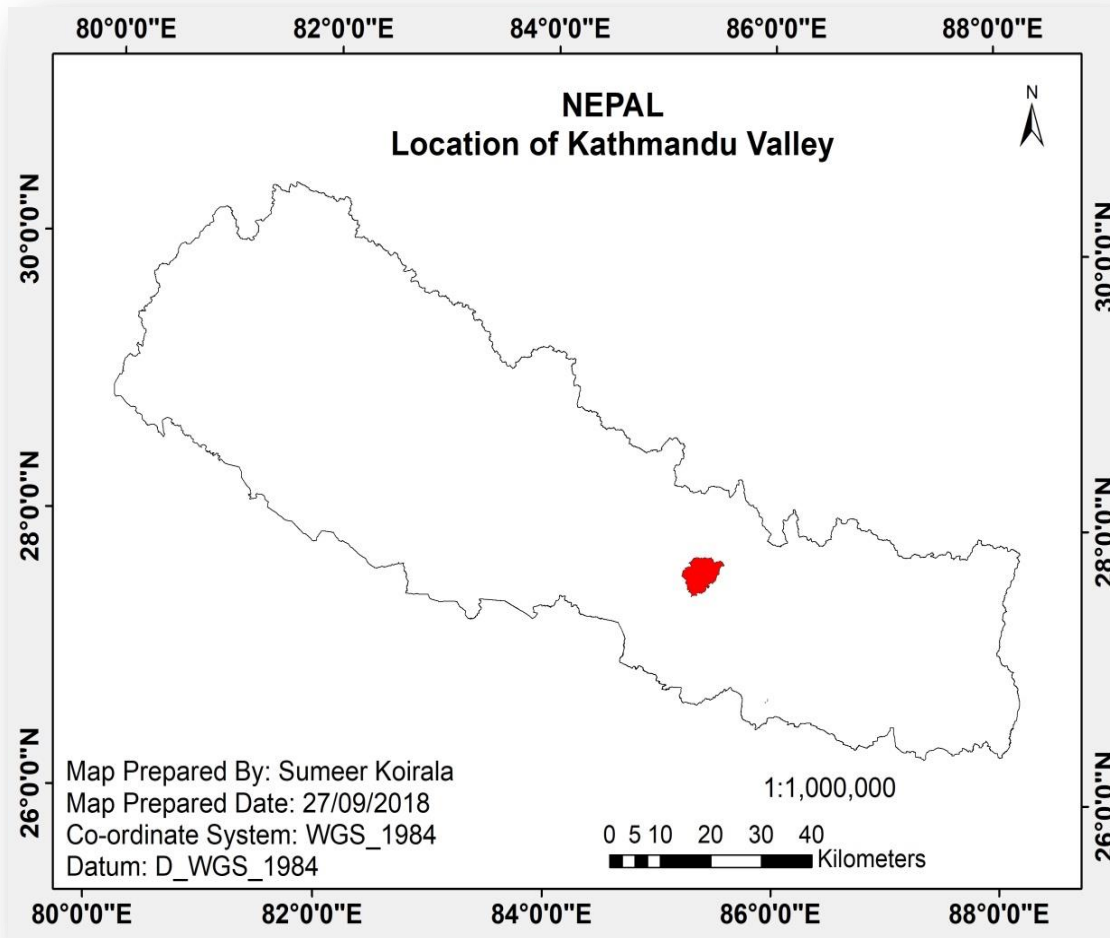 80°0'0"E 82°0'0"E 84°0'0"E 86°0'0"E 88°0'0"E
NEPAL
Location of Kathmandu Valley
N
30°0'0"N
30°0'0"N
28°0'0"N
28°0'0"N
26°0'0"N
26°0'0"N
Map Prepared By: Sumeer Koirala
Map Prepared Date: 27/09/2018
Co-ordinate System: WGS_1984
Datum: D_WGS_1984
1:1,000,000
0 5 10 20 30 40
Kilometers
80°0'0"E 82°0'0"E 84°0'0"E 86°0'0"E 88°0'0"E